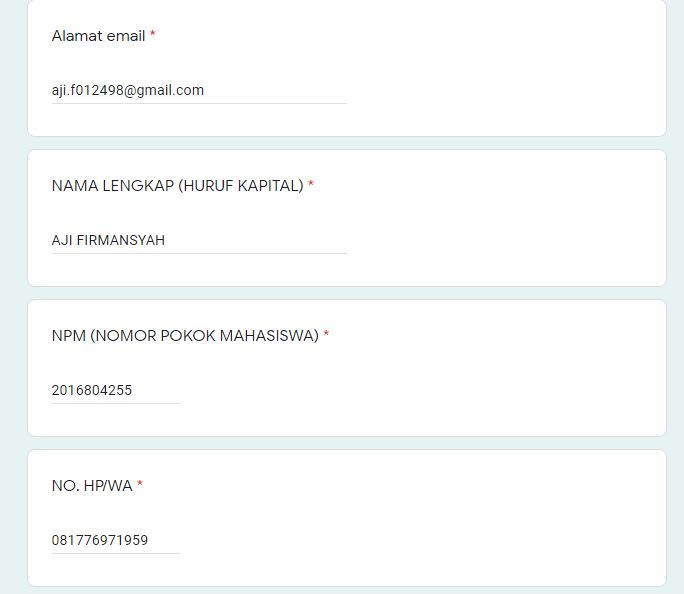 Alamat email *
aji.f012498@gmail.com
NAMA LENGKAP (HURUF KAPITAL) *
AJI FIRMANSYAH
NPM (NOMOR POKOK MAHASISWA) *
2016804255
NO. HP/WA *
081776971959